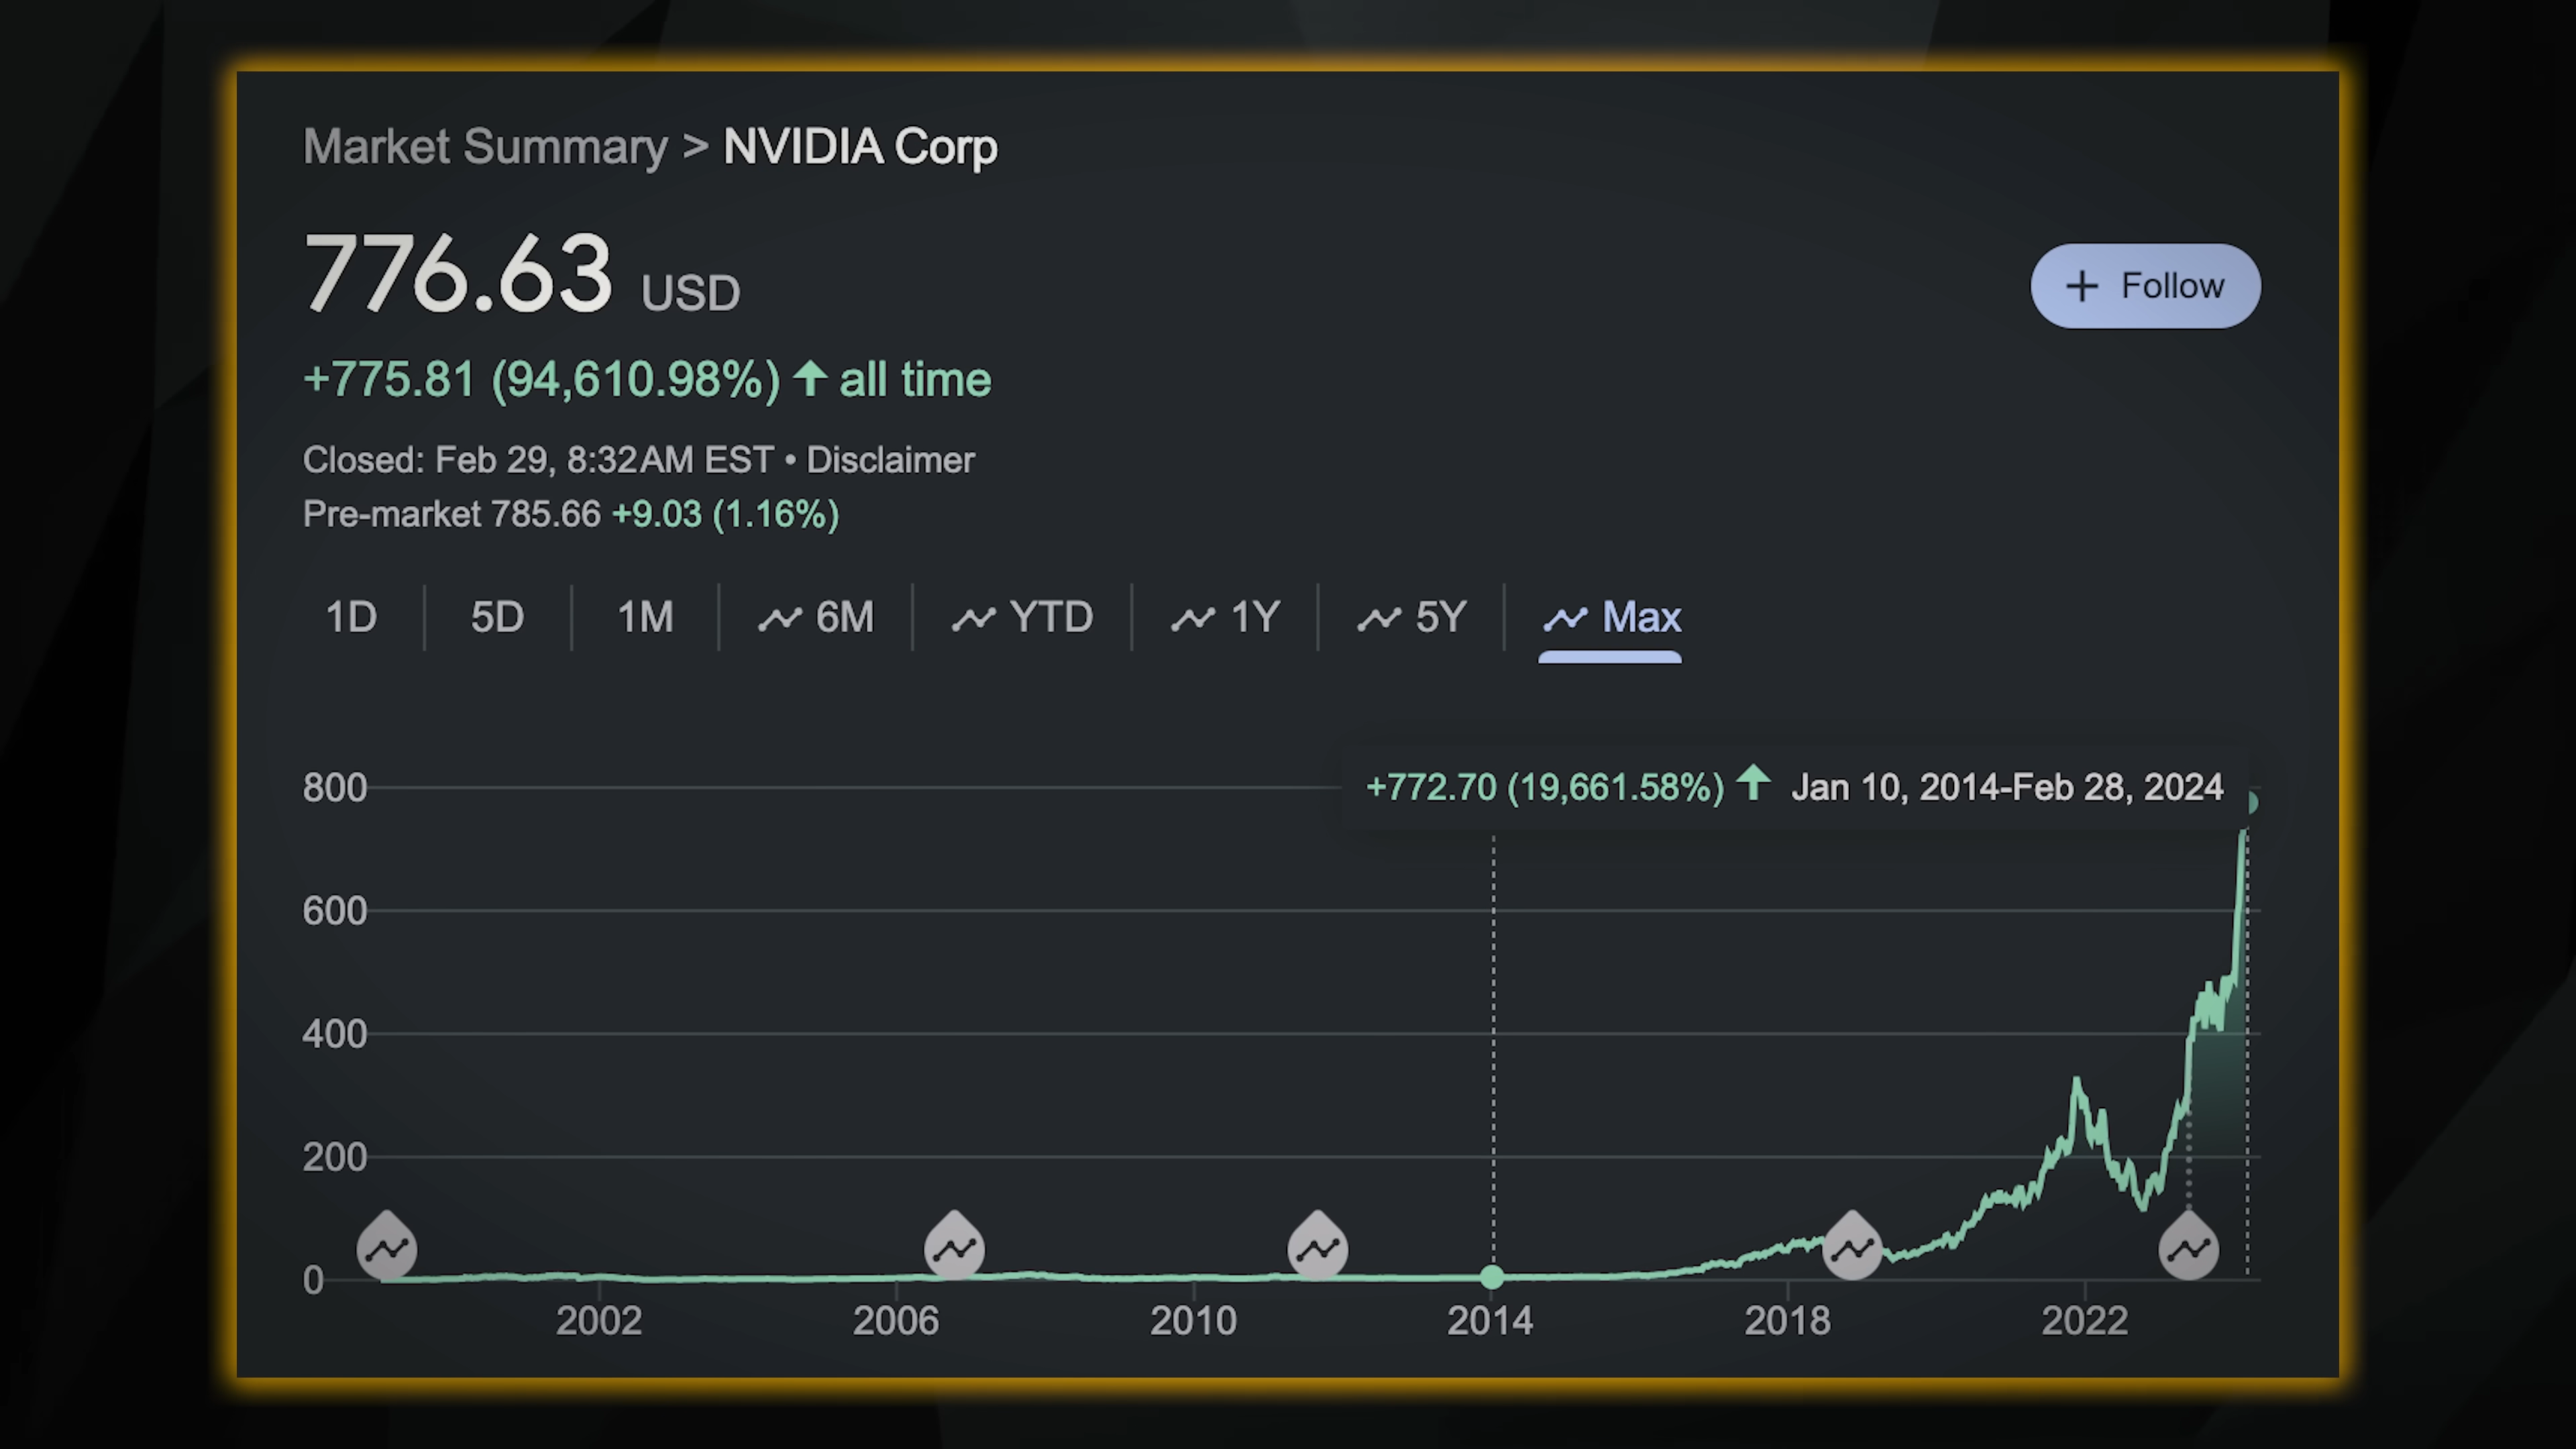 Market Summary > NVIDIA Corp
776.63 USD
+ Follow
+775.81 (94,610.98%) ↑ all time
Closed: Feb 29, 8:32AM EST • Disclaimer
Pre-market 785.66 +9.03 (1.16%)
1D 5D 1M 6M YTD 1Y 5Y Max
+772.70 (19,661.58%) ↑ Jan 10, 2014-Feb 28, 2024
800
600
400
200
0
2002 2006 2010 2014 2018 2022